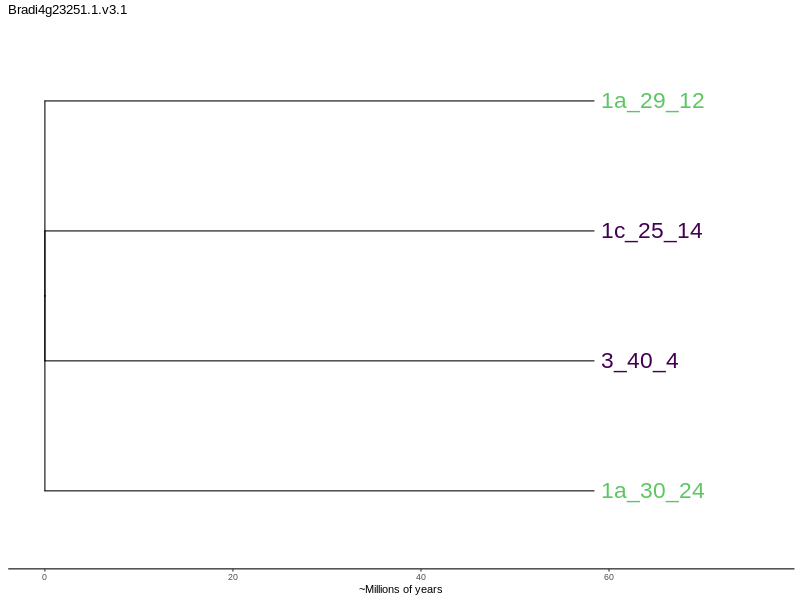 Bradi4g23251.1.v3.1
1a_29_12
1c_25_14
3_40_4
1a_30_24
0 20 40 60
~Millions of years